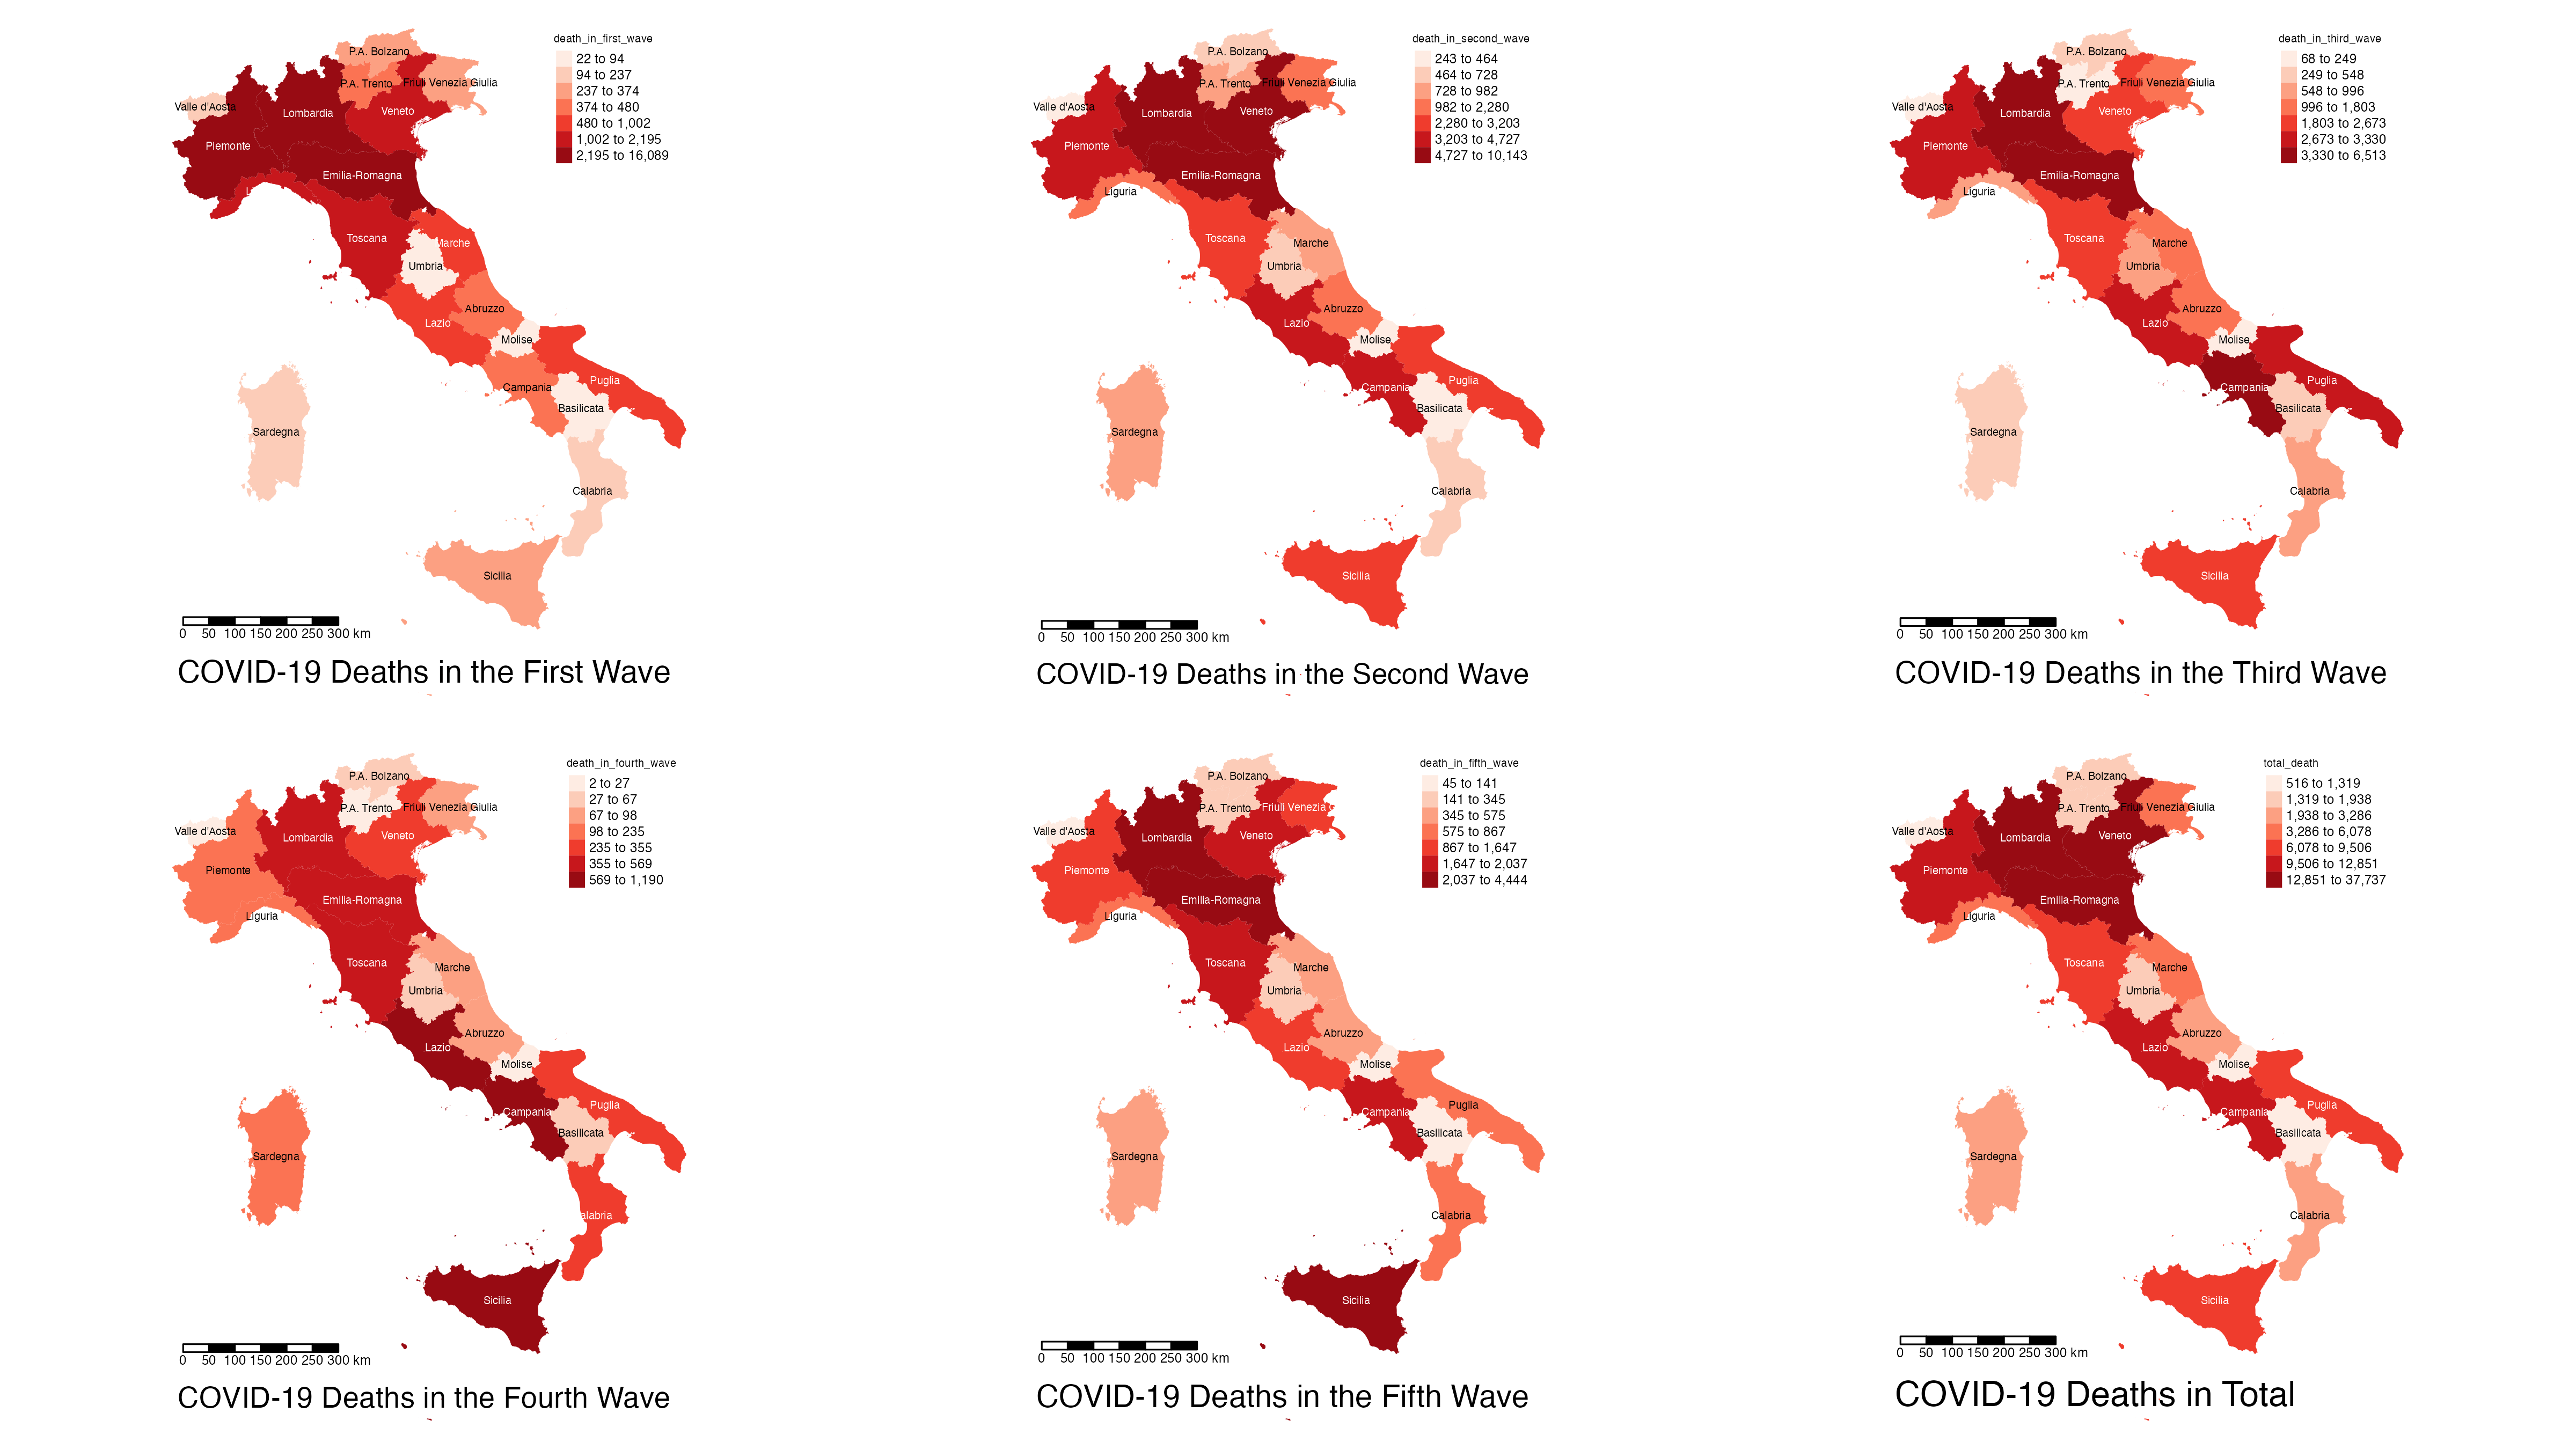 death_in_first_wave
22 to 94
94 to 237
237 to 374
374 to 480
480 to 1,002
1,002 to 2,195
2,195 to 16,089
P.A. Bolzano
P.A. Trento
Friuli Venezia Giulia
Valle d'Aosta
Lombardia
Veneto
Piemonte
Emilia-Romagna
L
Toscana
Marche
Umbria
Abruzzo
Lazio
Molise
Puglia
Campania
Basilicata
Sardegna
Calabria
Sicilia
0 50 100 150 200 250 300 km
COVID-19 Deaths in the First Wave
death_in_second_wave
243 to 464
464 to 728
728 to 982
982 to 2,280
2,280 to 3,203
3,203 to 4,727
4,727 to 10,143
P.A. Bolzano
P.A. Trento
Friuli Venezia Giulia
Valle d'Aosta
Lombardia
Veneto
Piemonte
Emilia-Romagna
Liguria
Toscana
Marche
Umbria
Abruzzo
Lazio
Molise
Puglia
Campania
Basilicata
Sardegna
Calabria
Sicilia
0 50 100 150 200 250 300 km
COVID-19 Deaths in the Second Wave
death_in_third_wave
68 to 249
249 to 548
548 to 996
996 to 1,803
1,803 to 2,673
2,673 to 3,330
3,330 to 6,513
P.A. Bolzano
P.A. Trento
Friuli Venezia Giulia
Valle d'Aosta
Lombardia
Veneto
Piemonte
Emilia-Romagna
Liguria
Toscana
Marche
Umbria
Abruzzo
Lazio
Molise
Puglia
Campania
Basilicata
Sardegna
Calabria
Sicilia
0 50 100 150 200 250 300 km
COVID-19 Deaths in the Third Wave
death_in_fourth_wave
2 to 27
27 to 67
67 to 98
98 to 235
235 to 355
355 to 569
569 to 1,190
P.A. Bolzano
P.A. Trento
Friuli Venezia Giulia
Valle d'Aosta
Lombardia
Veneto
Piemonte
Emilia-Romagna
Liguria
Toscana
Marche
Umbria
Abruzzo
Lazio
Molise
Puglia
Campania
Basilicata
Sardegna
alabria
Sicilia
0 50 100 150 200 250 300 km
COVID-19 Deaths in the Fourth Wave
death_in_fifth_wave
45 to 141
141 to 345
345 to 575
575 to 867
867 to 1,647
1,647 to 2,037
2,037 to 4,444
P.A. Bolzano
P.A. Trento
Friuli Venezia
Valle d'Aosta
Lombardia
Veneto
Piemonte
Emilia-Romagna
Liguria
Toscana
Marche
Umbria
Abruzzo
Lazio
Molise
Puglia
Campania
Basilicata
Sardegna
Calabria
Sicilia
0 50 100 150 200 250 300 km
COVID-19 Deaths in the Fifth Wave
total_death
516 to 1,319
1,319 to 1,938
1,938 to 3,286
3,286 to 6,078
6,078 to 9,506
9,506 to 12,851
12,851 to 37,737
P.A. Bolzano
P.A. Trento
Friuli Venezia Giulia
Valle d'Aosta
Lombardia
Veneto
Piemonte
Emilia-Romagna
Liguria
Toscana
Marche
Umbria
Abruzzo
Lazio
Molise
Puglia
Campania
Basilicata
Sardegna
Calabria
Sicilia
0 50 100 150 200 250 300 km
COVID-19 Deaths in Total